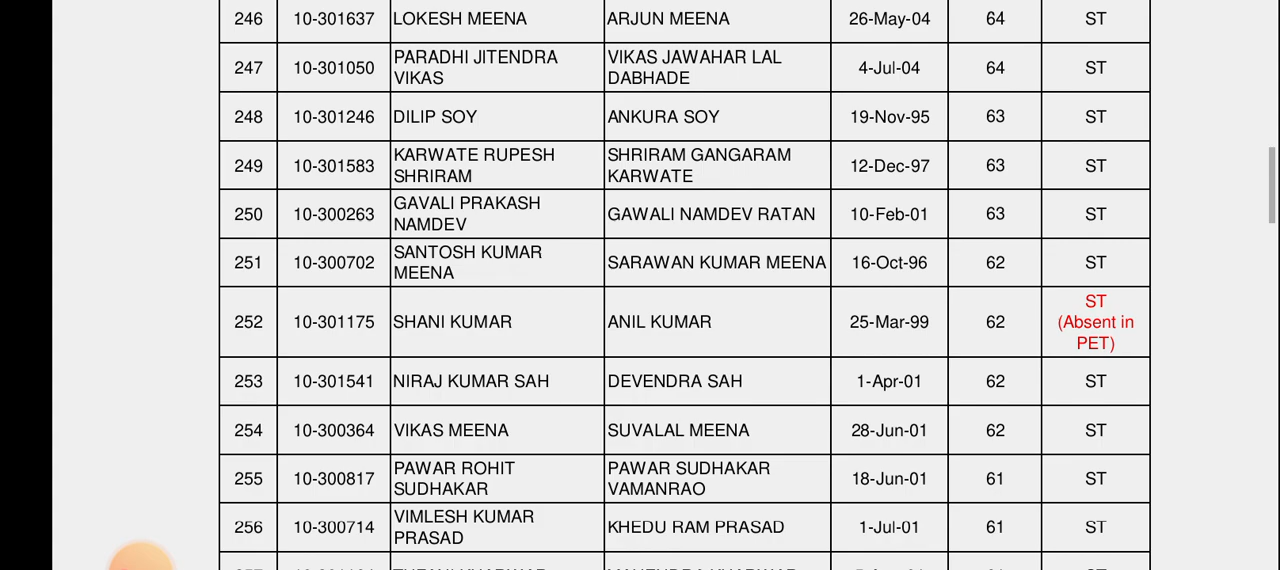 246 10-301637 LOKESH MEENA ARJUN MEENA 26-May-04 64 ST
247 10-301050 PARADHI JITENDRA VIKAS VIKAS JAWAHAR LAL DABHADE 4-Jul-04 64 ST
248 10-301246 DILIP SOY ANKURA SOY 19-Nov-95 63 ST
249 10-301583 KARWATE RUPESH SHRIRAM SHRIRAM GANGARAM KARWATE 12-Dec-97 63 ST
250 10-300263 GAVALI PRAKASH NAMDEV GAWALI NAMDEV RATAN 10-Feb-01 63 ST
251 10-300702 SANTOSH KUMAR MEENA SARAWAN KUMAR MEENA 16-Oct-96 62 ST
252 10-301175 SHANI KUMAR ANIL KUMAR 25-Mar-99 62 ST (Absent in PET)
253 10-301541 NIRAJ KUMAR SAH DEVENDRA SAH 1-Apr-01 62 ST
254 10-300364 VIKAS MEENA SUVALAL MEENA 28-Jun-01 62 ST
255 10-300817 PAWAR ROHIT SUDHAKAR PAWAR SUDHAKAR VAMANRAO 18-Jun-01 61 ST
256 10-300714 VIMLESH KUMAR PRASAD KHEDU RAM PRASAD 1-Jul-01 61 ST